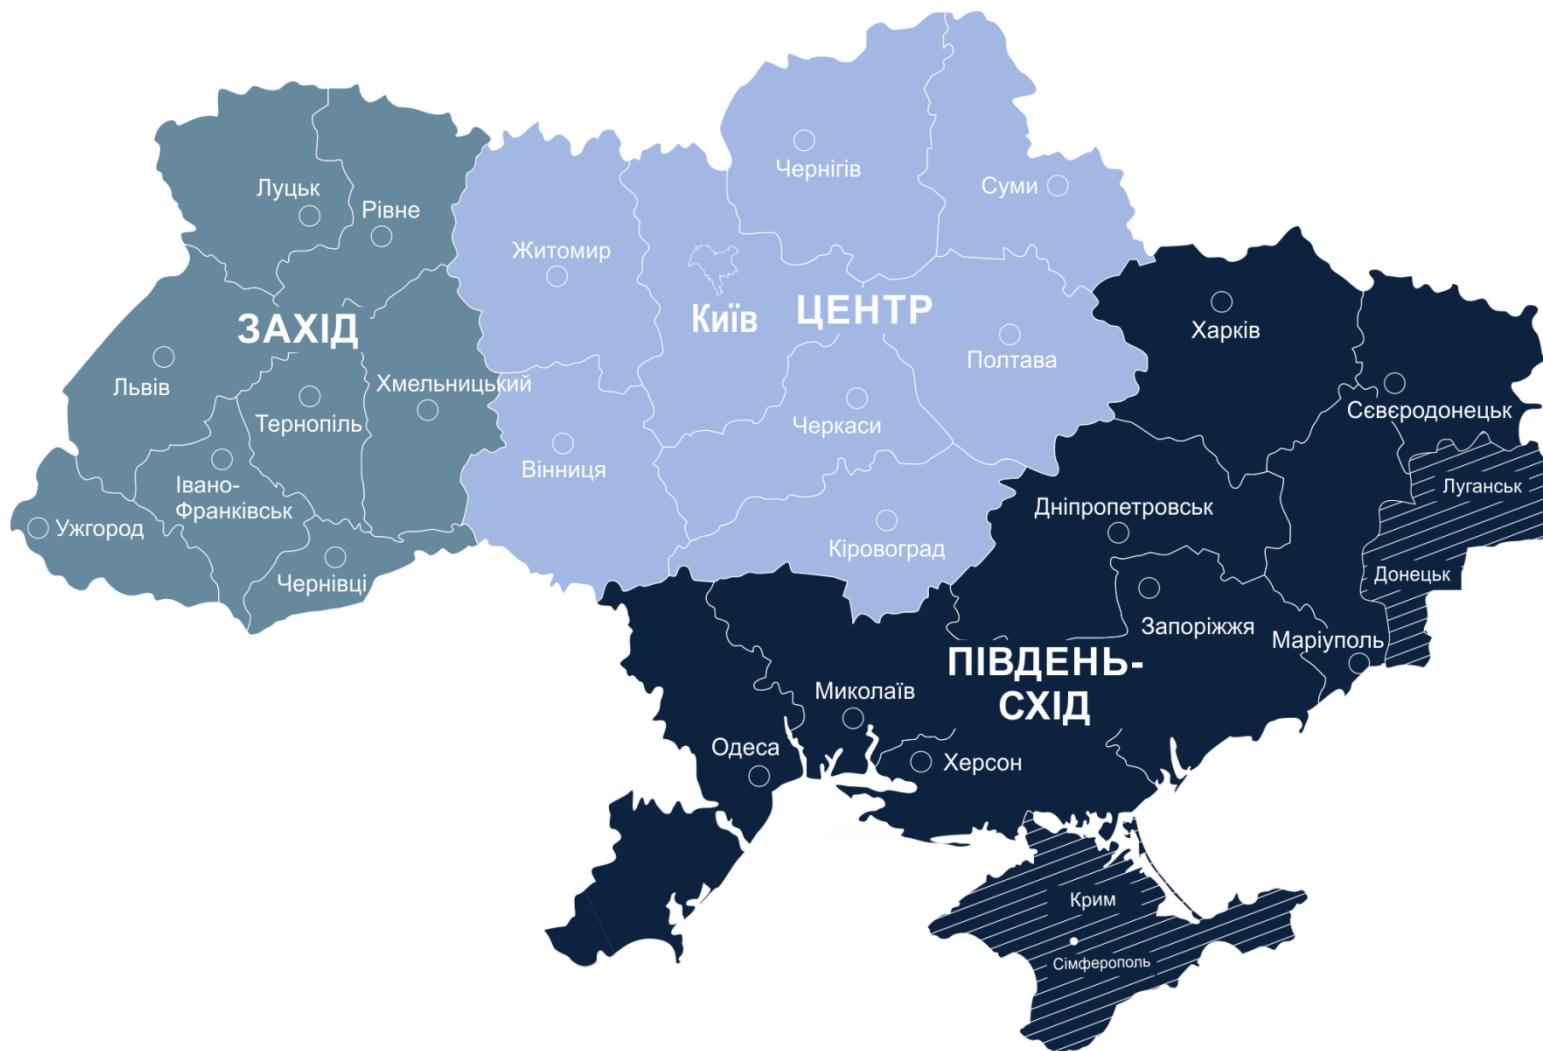 Чернігів
Суми
Луцьк
Рівне
Житомир
ЗАХІД
Київ
ЦЕНТР
Харків
Полтава
Львів
Хмельницький
Тернопіль
Черкаси
Сєвєродонецьк
Вінниця
Івано-
Франківськ
Луганськ
Дніпропетровськ
Ужгород
Кіровоград
Чернівці
Донецьк
Запоріжжя
Маріуполь
ПІВДЕНЬ-
СХІД
Миколаїв
Одеса
Херсон
Крим
Сімферополь